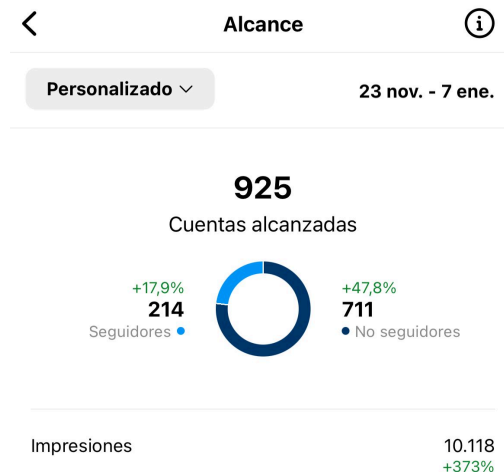 Alcance
Personalizado
23 nov. - 7 ene.
925
Cuentas alcanzadas
+17,9%
214
Seguidores
+47,8%
711
No seguidores
Impresiones
10.118
+373%